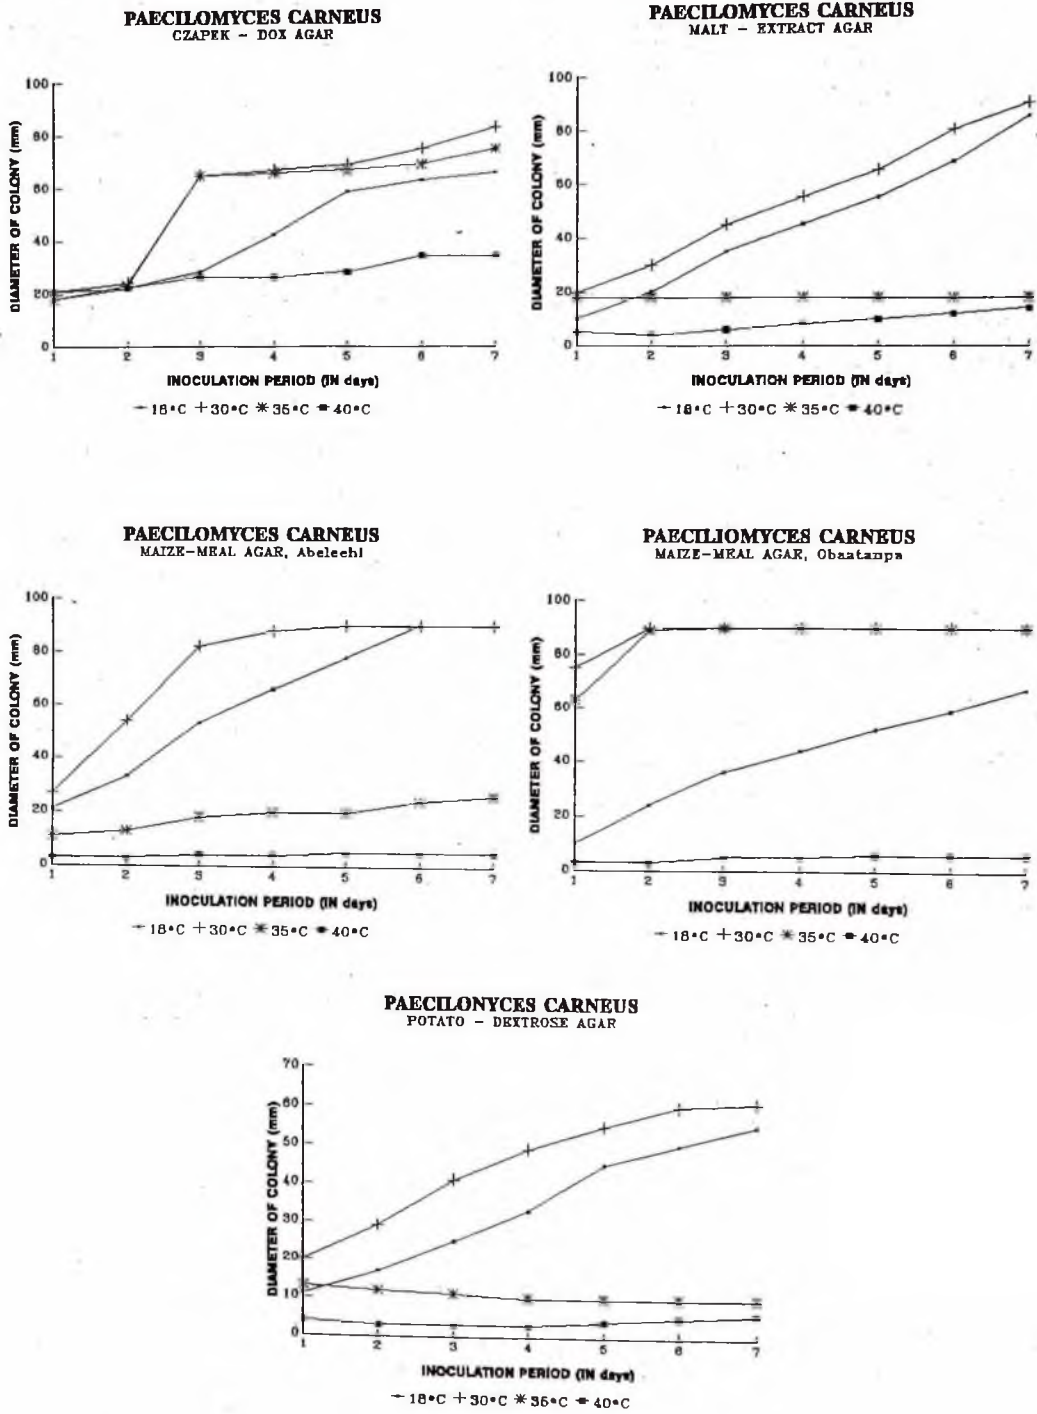 PAECILOMYCES CARNEUS
CZAPEK - DOX AGAR
DIAMETER OF COLONY (mm)
100
80
60
40
20
0
1 2 3 4 5 6 7
INOCULATION PERIOD (IN days)
18°C 30°C 35°C 40°C
PAECILOMYCES CARNEUS
MALT - EXTRACT AGAR
DIAMETER OF COLONY (mm)
100
80
60
40
20
0
1 2 3 4 5 6 7
INOCULATION PERIOD (IN days)
18°C 30°C 35°C 40°C
PAECILOMYCES CARNEUS
MAIZE-MEAL AGAR, Abeleehi
DIAMETER OF COLONY (mm)
100
80
60
40
20
0
1 2 3 4 5 6 7
INOCULATION PERIOD (IN days)
18°C 30°C 35°C 40°C
PAECILIOMYCES CARNEUS
MAIZE-MEAL AGAR, Obaatanpa
DIAMETER OF COLONY (mm)
100
80
60
40
20
0
1 2 3 4 5 6 7
INOCULATION PERIOD (IN days)
18°C 30°C 35°C 40°C
PAECILONYCES CARNEUS
POTATO - DEXTROSE AGAR
DIAMETER OF COLONY (mm)
70
60
50
40
30
20
10
0
1 2 3 4 5 6 7
INOCULATION PERIOD (IN days)
18°C 30°C 35°C 40°C